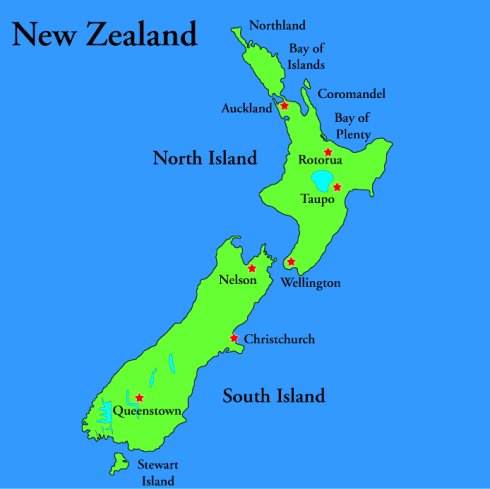 New Zealand
Northland
Bay of
Islands
Coromandel
Auckland
Bay of
Plenty
North Island
Rotorua
Taupo
Nelson
Wellington
Christchurch
South Island
Queenstown
Stewart
Island